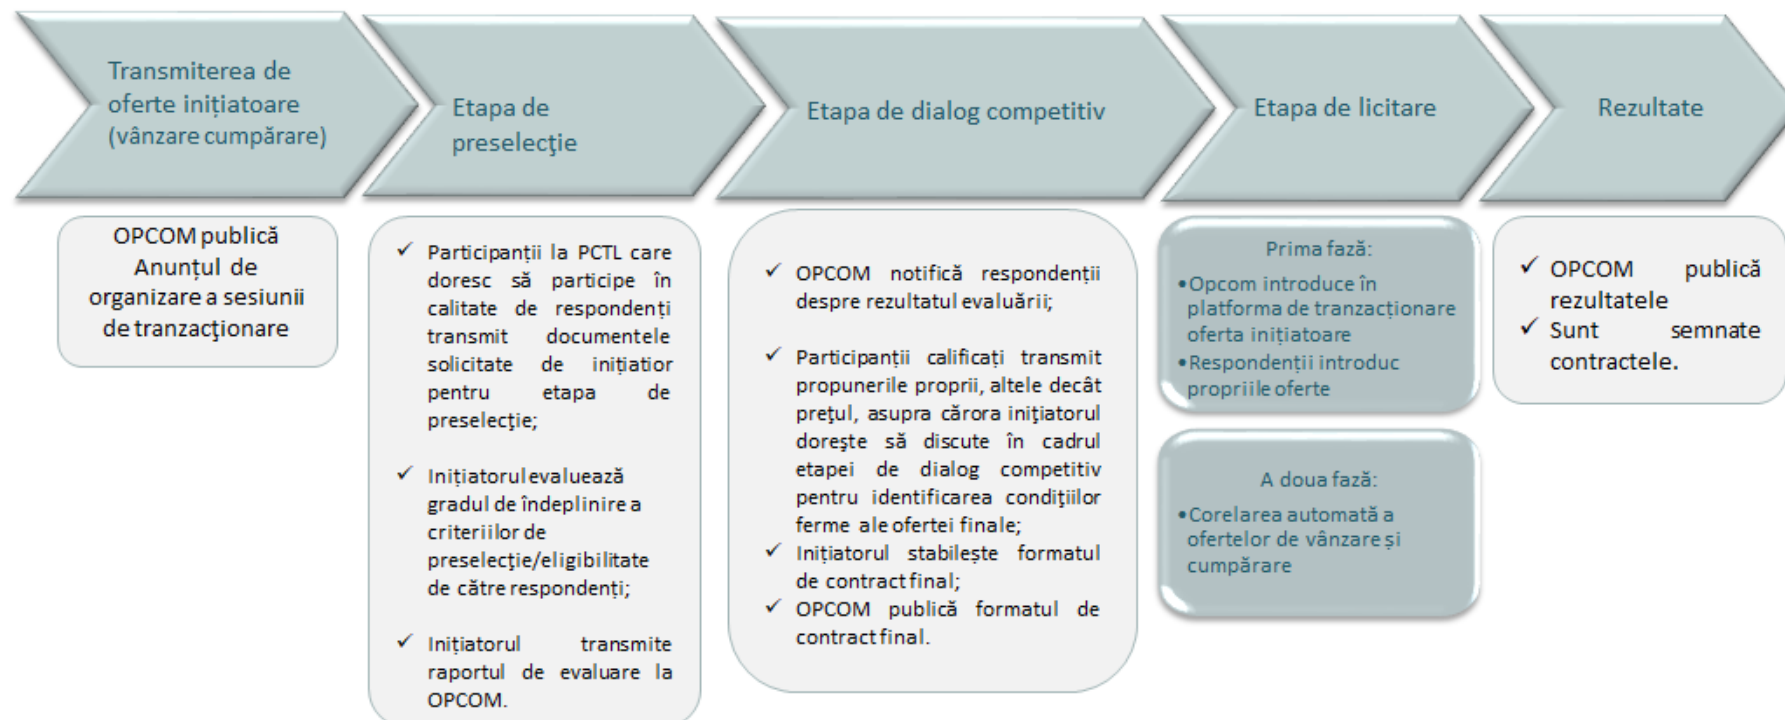 Transmiterea de
oferte inițiatoare
(vânzare cumpărare)
Etapa de
preselecţie
Etapa de dialog competitiv
Etapa de licitare
Rezultate
OPCOM publică
Anunțul de
organizare a sesiunii
de tranzacţionare
✓ Participanții la PCTL care
doresc să participe în
calitate de respondenți
transmit documentele
solicitate de inițiatior
pentru etapa de
preselecţie;
✓ Inițiatorul evaluează
gradul de îndeplinire a
criteriilor de
preselecţie/eligibilitate
de către respondenți;
✓ Inițiatorul transmite
raportul de evaluare la
OPCOM.
✓ OPCOM notifică respondenții
despre rezultatul evaluării;
✓ Participanții calificați transmit
propunerile proprii, altele decât
prețul, asupra cărora iniţiatorul
doreşte să discute în cadrul
etapei de dialog competitiv
pentru identificarea condiţiilor
ferme ale ofertei finale;
✓ Inițiatorul stabilește formatul
de contract final;
✓ OPCOM publică formatul de
contract final.
Prima fază:
•Opcom introduce în
platforma de tranzacționare
oferta inițiatoare
•Respondenții introduc
propriile oferte
A doua fază:
•Corelarea automată a
ofertelor de vânzare și
cumpărare
✓ OPCOM publică
rezultatele
✓ Sunt semnate
contractele.